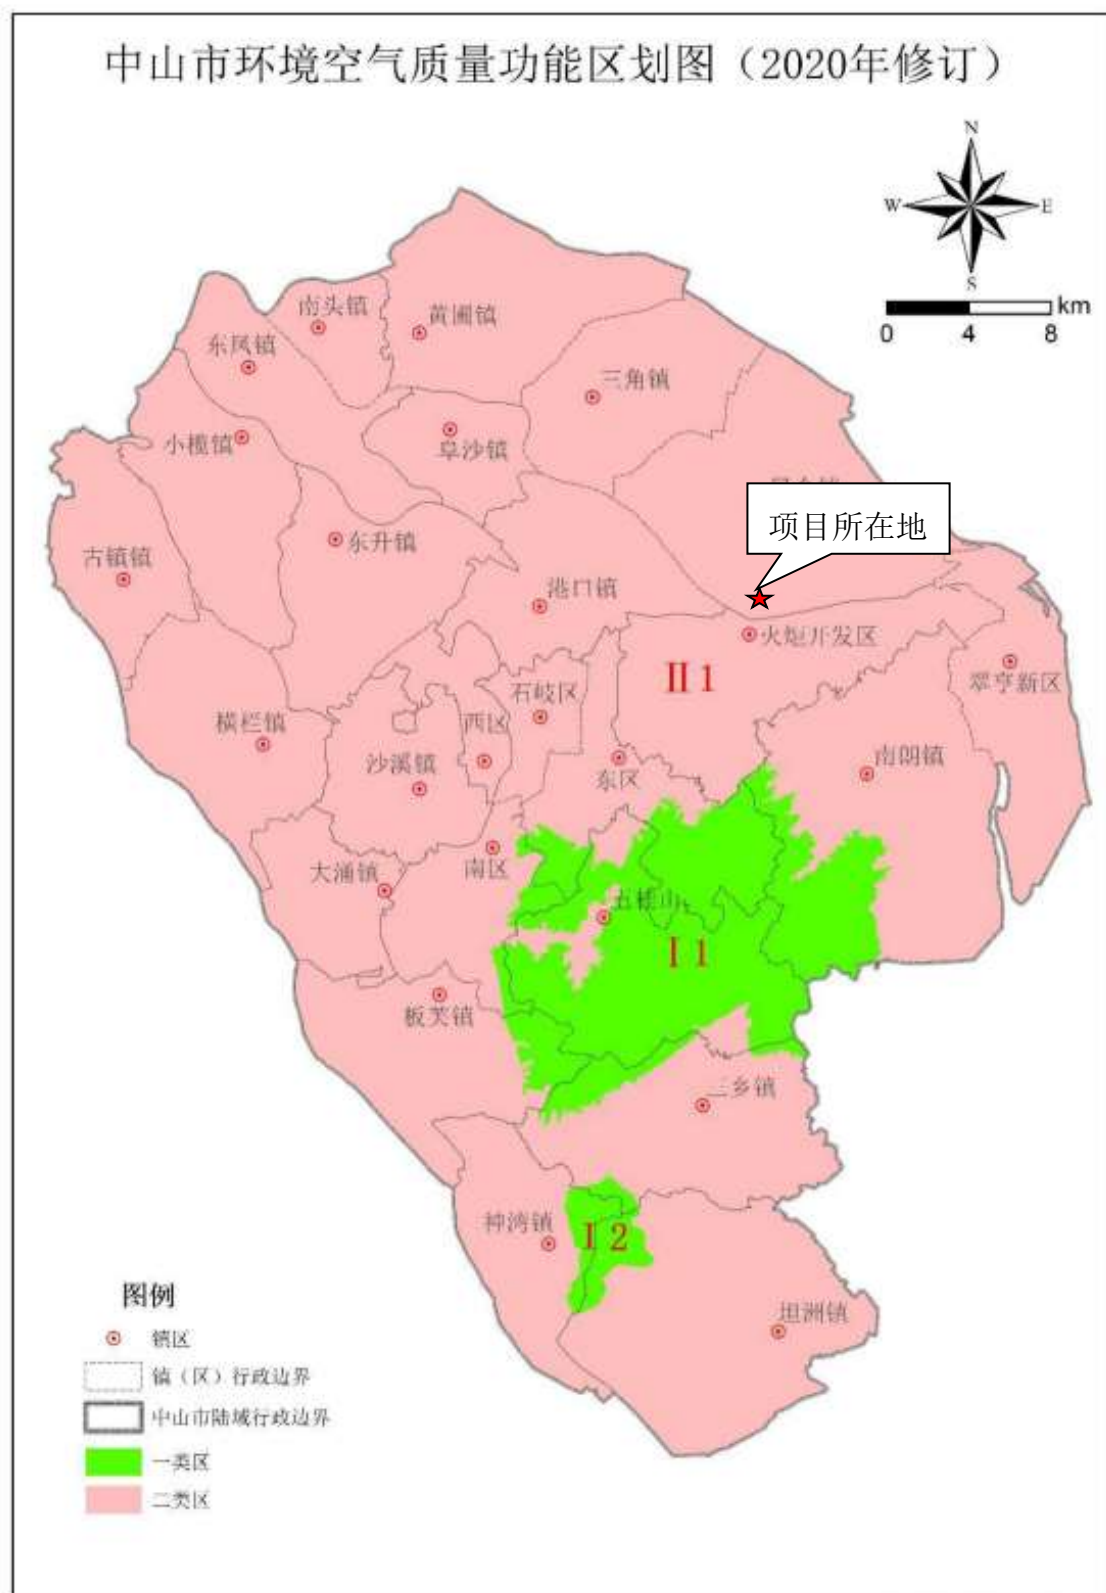 中山市环境空气质量功能区划图（2020年修订）
N
W
E
S
km
0
4
8
南头镇
黄圃镇
东凤镇
三角镇
小榄镇
阜沙镇
项目所在地
东升镇
古镇镇
港口镇
火炬开发区
翠亨新区
II 1
石岐区
横栏镇
西区
沙溪镇
东区
南朗镇
南区
大涌镇
五桂山
I 1
板芙镇
三乡镇
神湾镇
I 2
坦洲镇
图例
镇区
镇（区）行政边界
中山市陆域行政边界
一类区
二类区